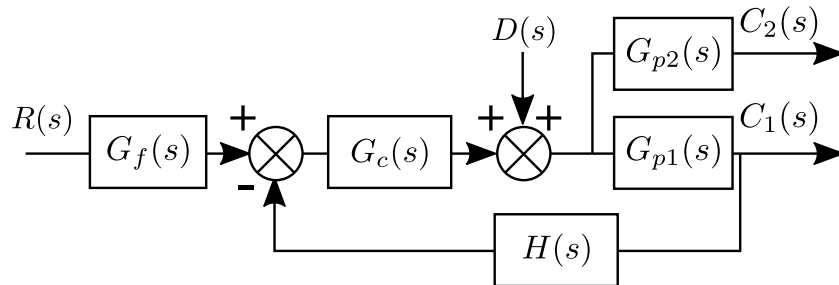 D(s)
C_2(s)
G_{p2}(s)
R(s)
+
+ +
C_1(s)
G_f(s)
G_c(s)
G_{p1}(s)
-
H(s)